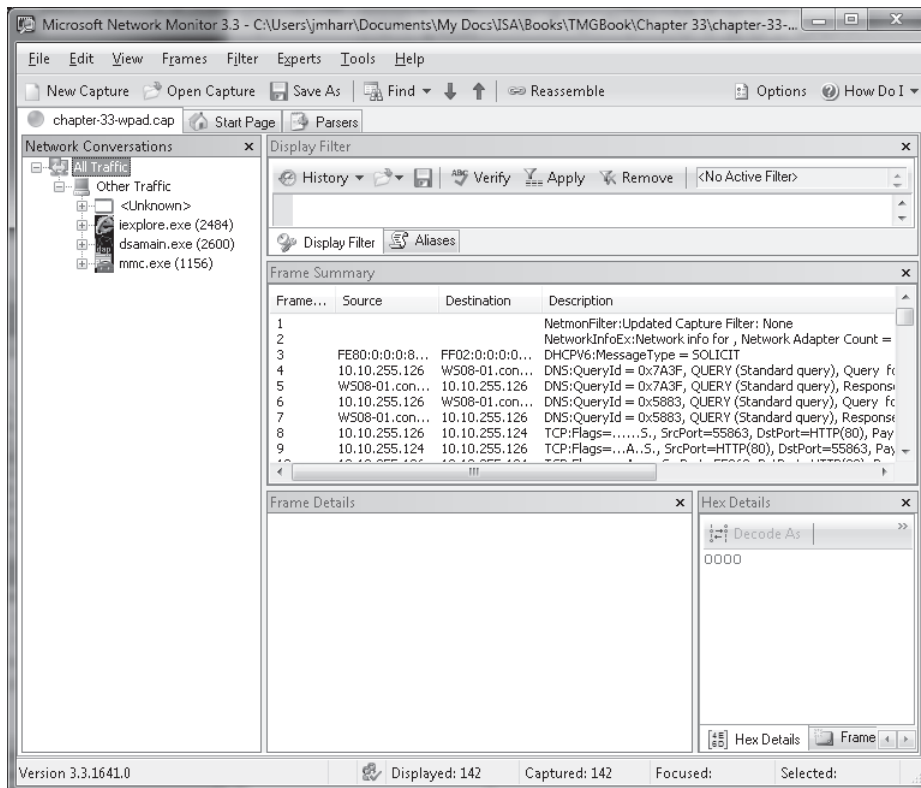 Microsoft Network Monitor 3.3 - C:\Users\jmharr\Documents\My Docs\ISA\Books\TMGBook\Chapter 33\chapter-33-...
File Edit View Frames Filter Experts Tools Help
New Capture Open Capture Save As Find Reassemble Options How Do I
chapter-33-wpad.cap Start Page Parsers
Network Conversations
All Traffic
Other Traffic
<Unknown>
iexplore.exe (2484)
dsamain.exe (2600)
mmc.exe (1156)
Display Filter
History Verify Apply Remove <No Active Filter>
Display Filter Aliases
Frame Summary
Frame... Source Destination Description
1 NetmonFilter:Updated Capture Filter: None
2 NetworkInfoEx:Network info for , Network Adapter Count =
3 FE80:0:0:0:8... FF02:0:0:0:0... DHCPV6:MessageType = SOLICIT
4 10.10.255.126 WS08-01.con... DNS:QueryId = 0x7A3F, QUERY (Standard query), Query fo
5 WS08-01.con... 10.10.255.126 DNS:QueryId = 0x7A3F, QUERY (Standard query), Response
6 10.10.255.126 WS08-01.con... DNS:QueryId = 0x5883, QUERY (Standard query), Query fo
7 WS08-01.con... 10.10.255.126 DNS:QueryId = 0x5883, QUERY (Standard query), Response
8 10.10.255.126 10.10.255.124 TCP:Flags=......S., SrcPort=55863, DstPort=HTTP(80), Pay
9 10.10.255.124 10.10.255.126 TCP:Flags=...A..S., SrcPort=HTTP(80), DstPort=55863, Pay
Frame Details
Hex Details
Decode As
0000
Hex Details Frame
Version 3.3.1641.0 Displayed: 142 Captured: 142 Focused: Selected: